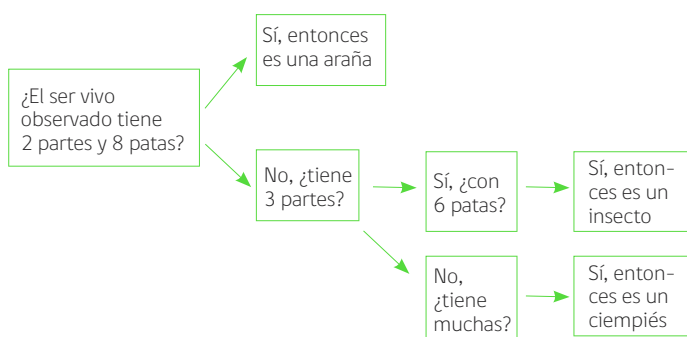 ¿El ser vivo
observado tiene
2 partes y 8 patas?
Sí, entonces
es una araña
No, ¿tiene
3 partes?
Sí, ¿con
6 patas?
Sí, enton-
ces es un
insecto
No,
¿tiene
muchas?
Sí, enton-
ces es un
ciempiés